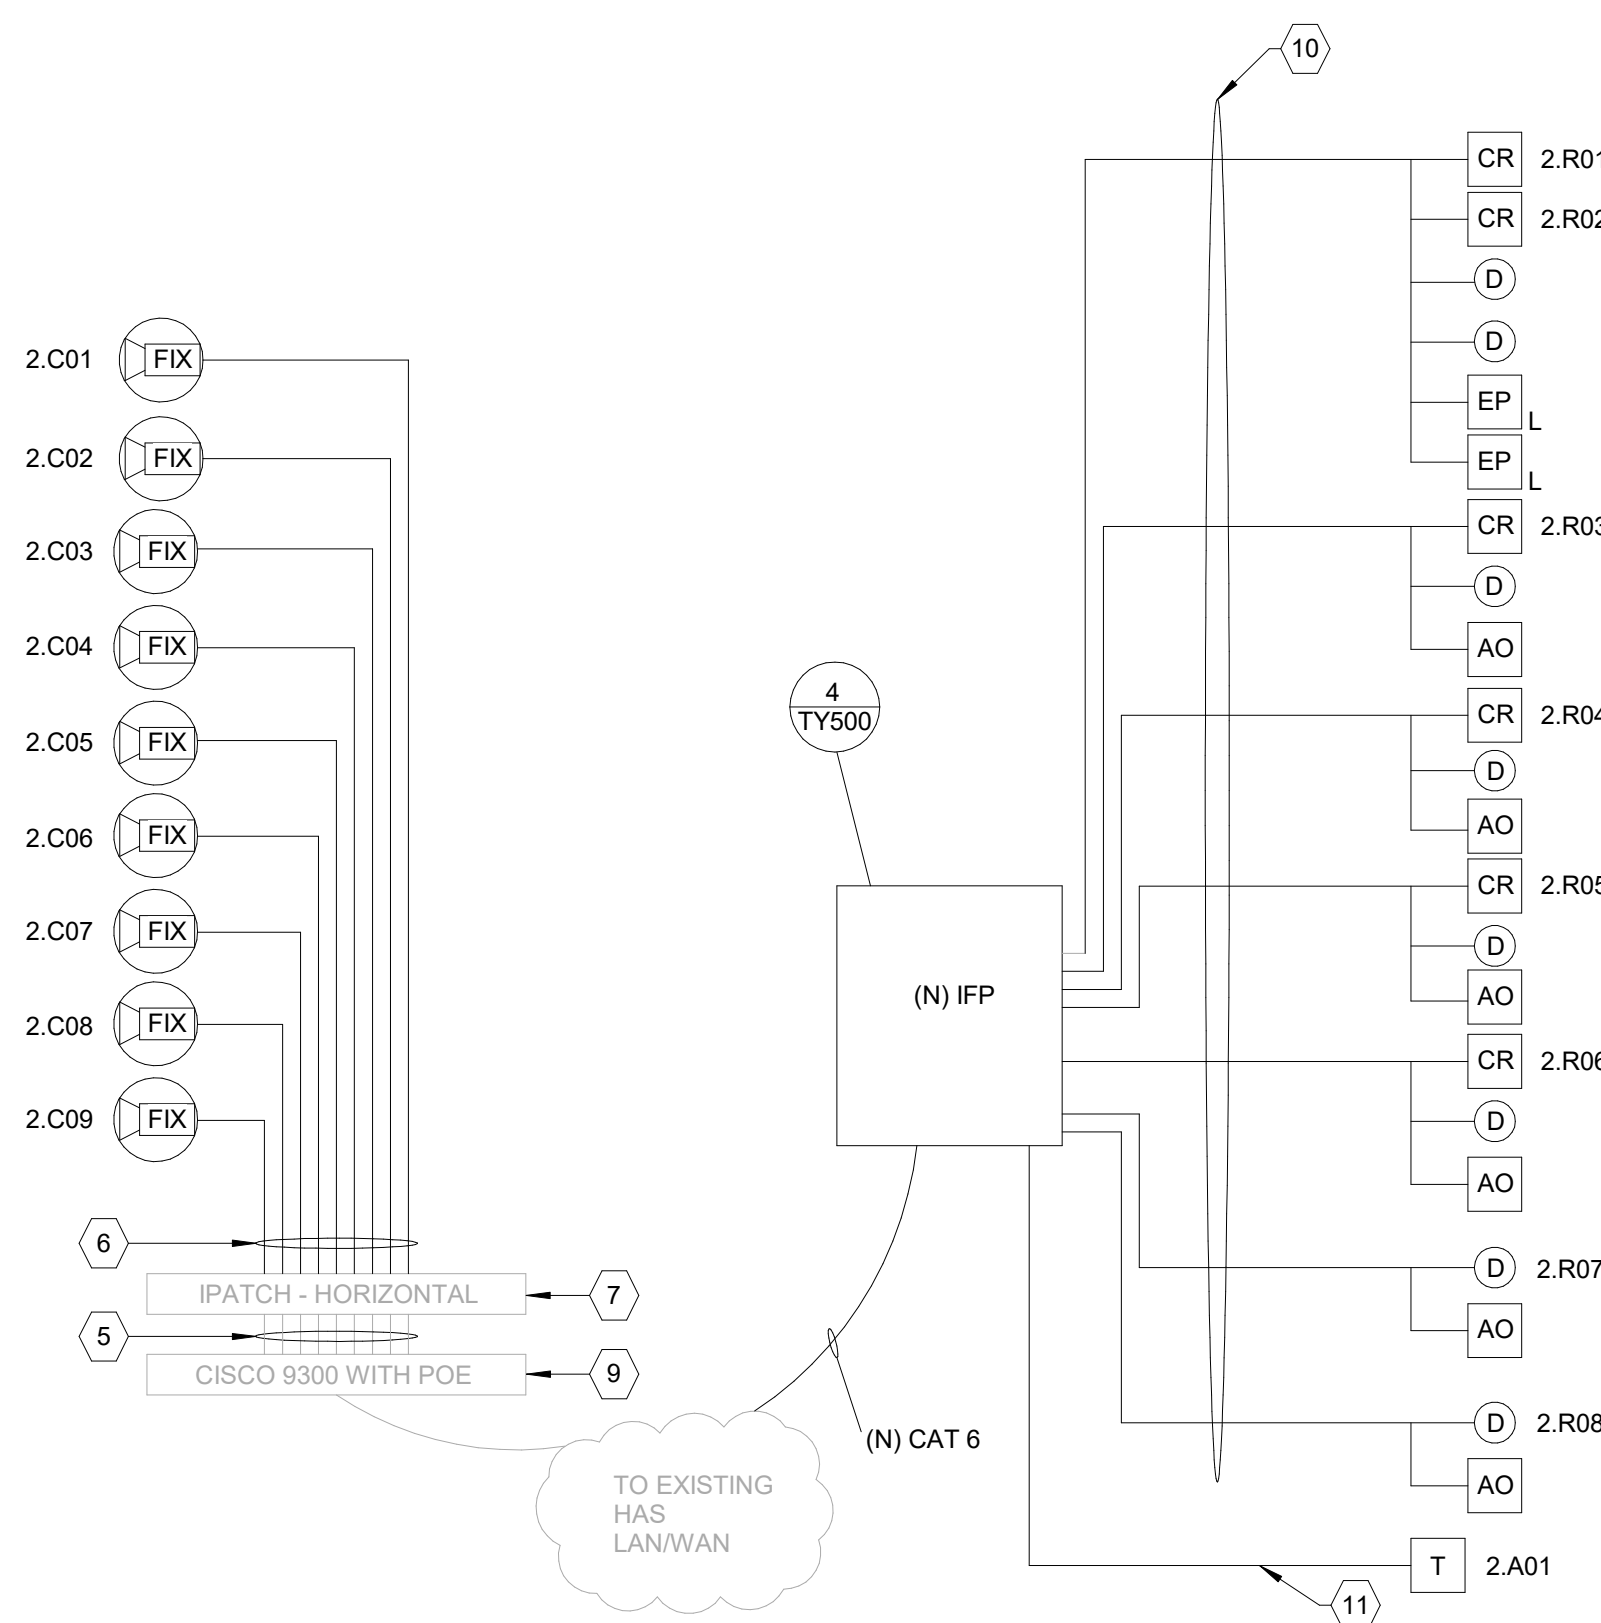 10
CR 2.R01
CR 2.R02
D
D
EP L
EP L
CR 2.R03
D
AO
CR 2.R04
D
AO
CR 2.R05
D
AO
CR 2.R06
D
AO
D 2.R07
AO
D 2.R08
AO
T 2.A01
11
2.C01 FIX
2.C02 FIX
2.C03 FIX
2.C04 FIX
2.C05 FIX
2.C06 FIX
2.C07 FIX
2.C08 FIX
2.C09 FIX
6
IPATCH - HORIZONTAL
7
5
CISCO 9300 WITH POE
9
4
TY500
(N) IFP
(N) CAT 6
TO EXISTING
HAS
LAN/WAN